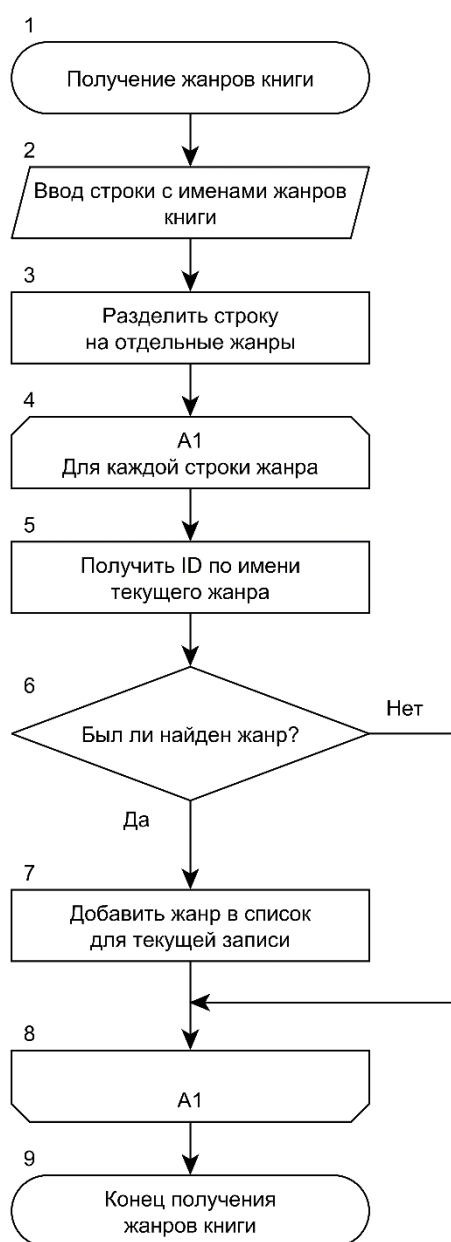 1
Получение жанров книги
2
Ввод строки с именами жанров
книги
3
Разделить строку
на отдельные жанры
4
А1
Для каждой строки жанра
5
Получить ID по имени
текущего жанра
6
Был ли найден жанр?
Нет
Да
7
Добавить жанр в список
для текущей записи
8
А1
9
Конец получения
жанров книги